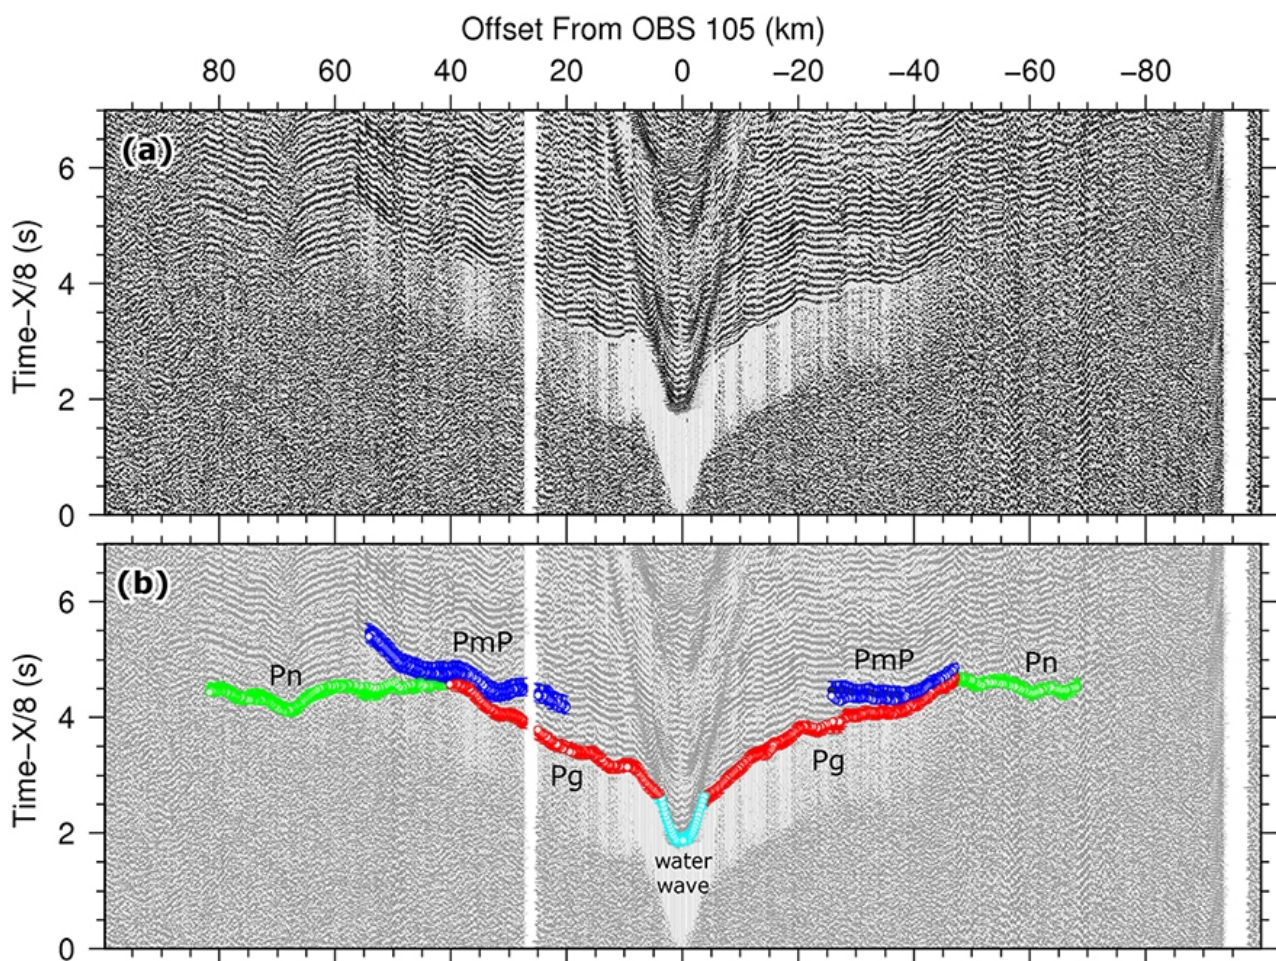 Offset From OBS 105 (km)
80 60 40 20 0 −20 −40 −60 −80
(a)
6
4
2
0
Time−X/8 (s)
(b)
6
4
2
0
Time−X/8 (s)
Pn PmP PmP Pn
Pg Pg
water
wave